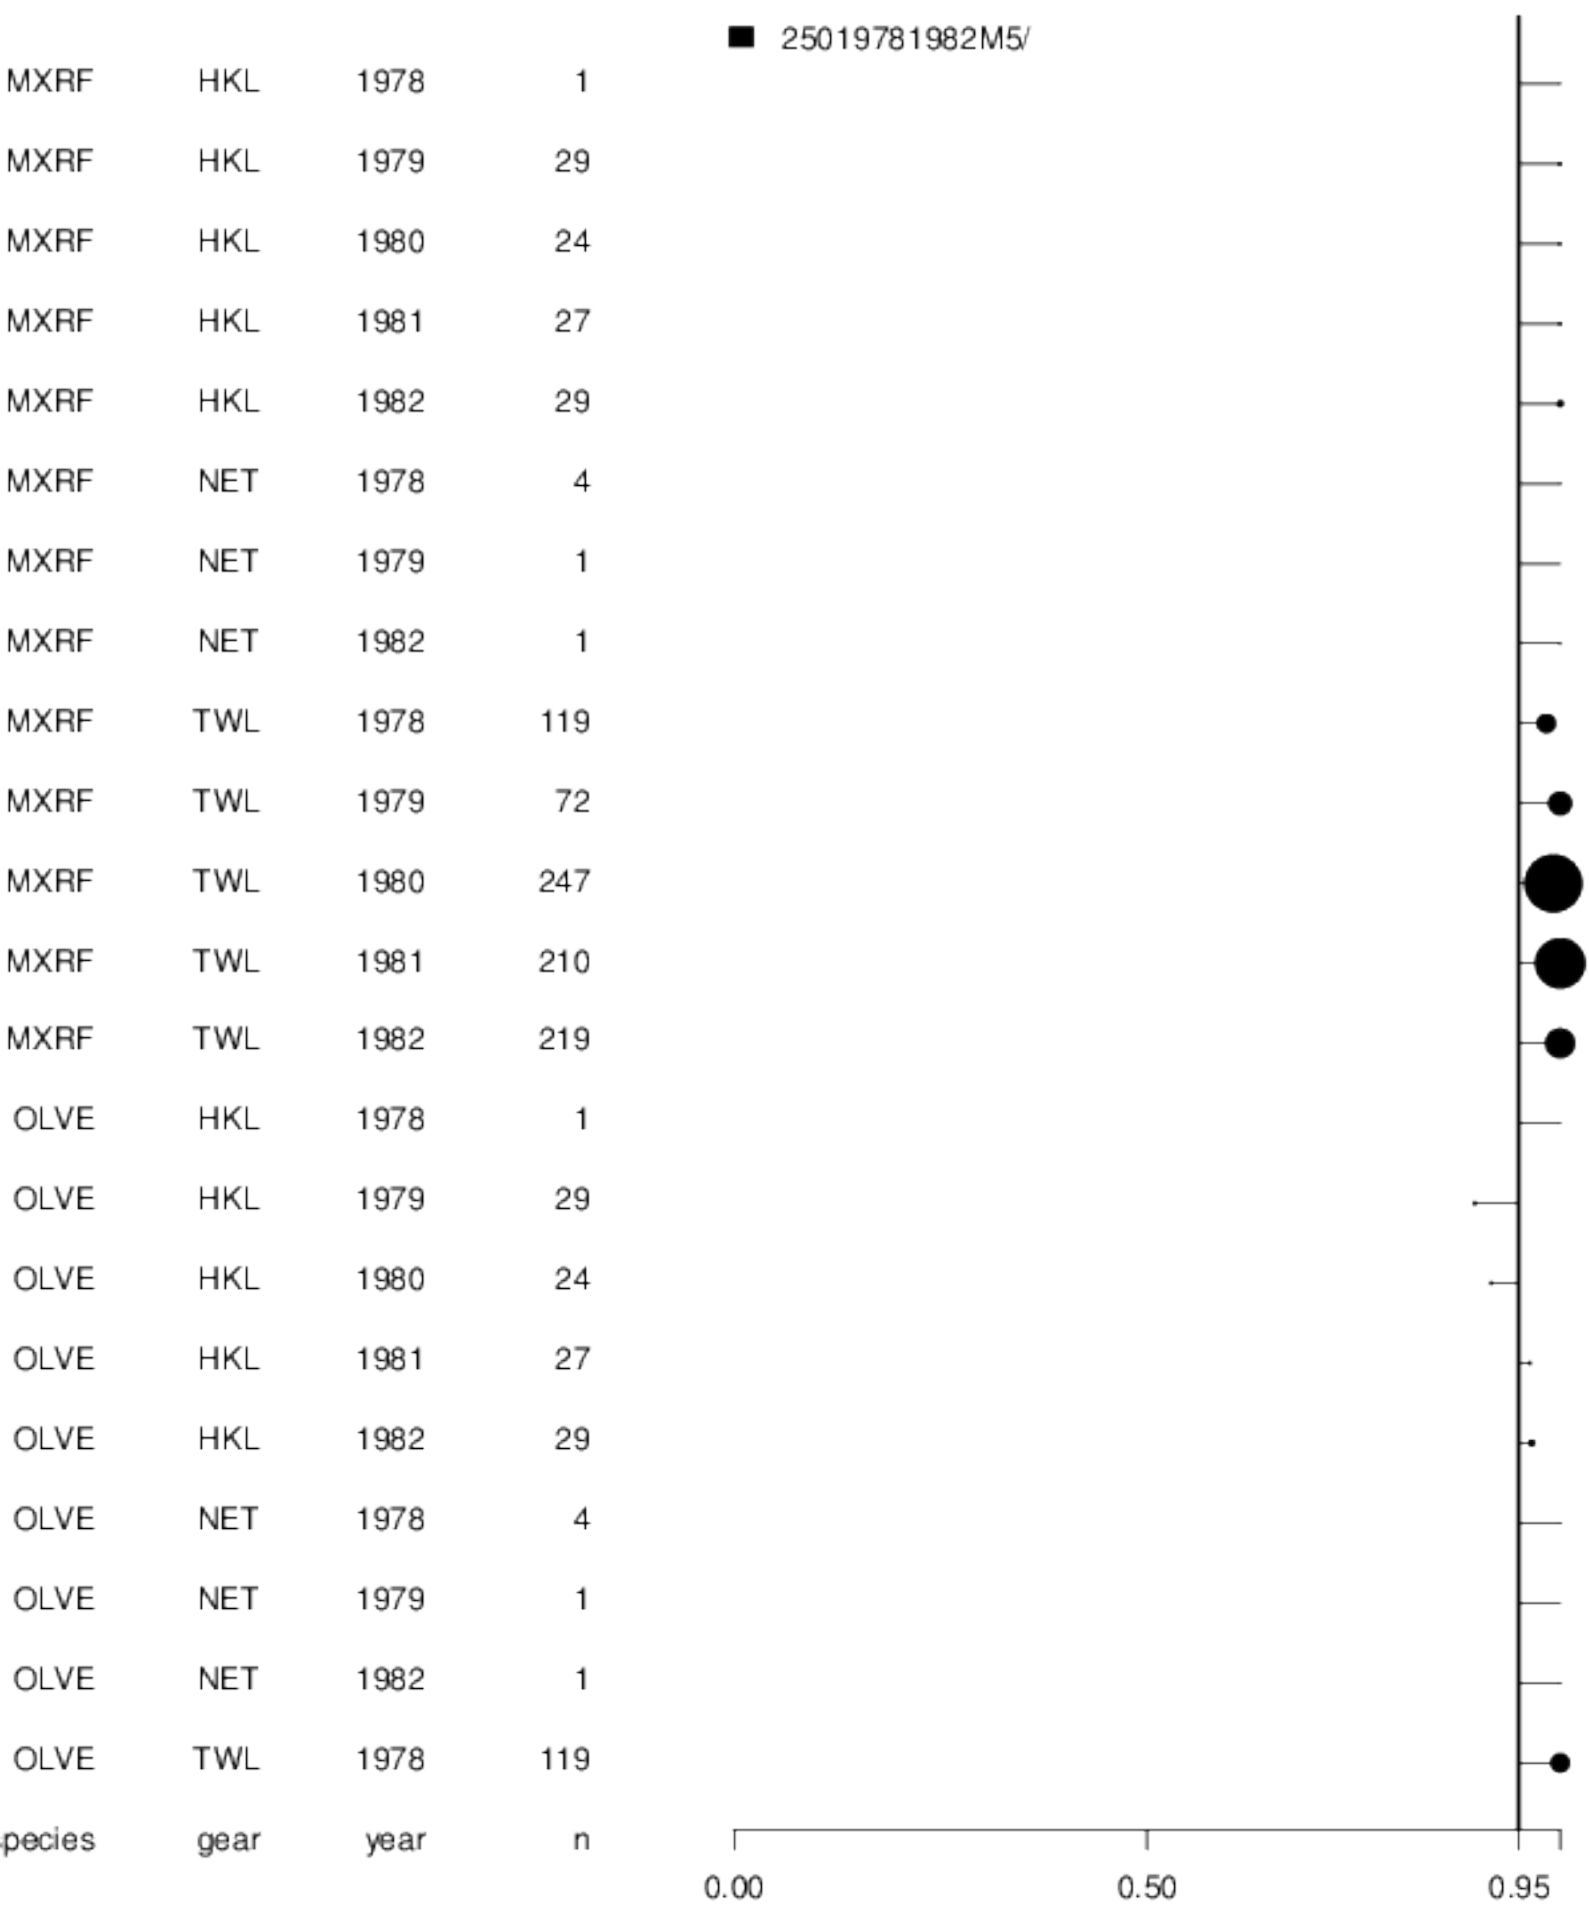 25019781982M5/
MXRF HKL 1978 1
MXRF HKL 1979 29
MXRF HKL 1980 24
MXRF HKL 1981 27
MXRF HKL 1982 29
MXRF NET 1978 4
MXRF NET 1979 1
MXRF NET 1982 1
MXRF TWL 1978 119
MXRF TWL 1979 72
MXRF TWL 1980 247
MXRF TWL 1981 210
MXRF TWL 1982 219
OLVE HKL 1978 1
OLVE HKL 1979 29
OLVE HKL 1980 24
OLVE HKL 1981 27
OLVE HKL 1982 29
OLVE NET 1978 4
OLVE NET 1979 1
OLVE NET 1982 1
OLVE TWL 1978 119
pecies gear year n
0.00 0.50 0.95